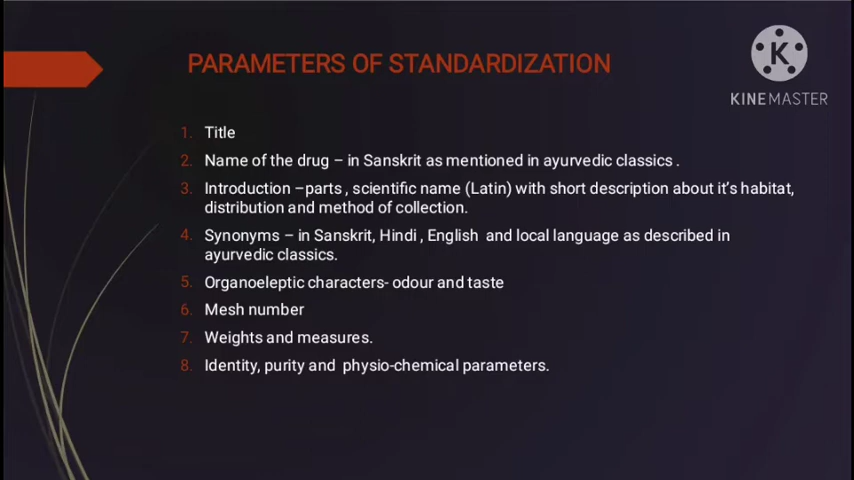 PARAMETERS OF STANDARDIZATION
K
KINEMASTER
1. Title
2. Name of the drug – in Sanskrit as mentioned in ayurvedic classics .
3. Introduction –parts , scientific name (Latin) with short description about it's habitat,
distribution and method of collection.
4. Synonyms – in Sanskrit, Hindi , English and local language as described in
ayurvedic classics.
5. Organoeleptic characters- odour and taste
6. Mesh number
7. Weights and measures.
8. Identity, purity and physio-chemical parameters.